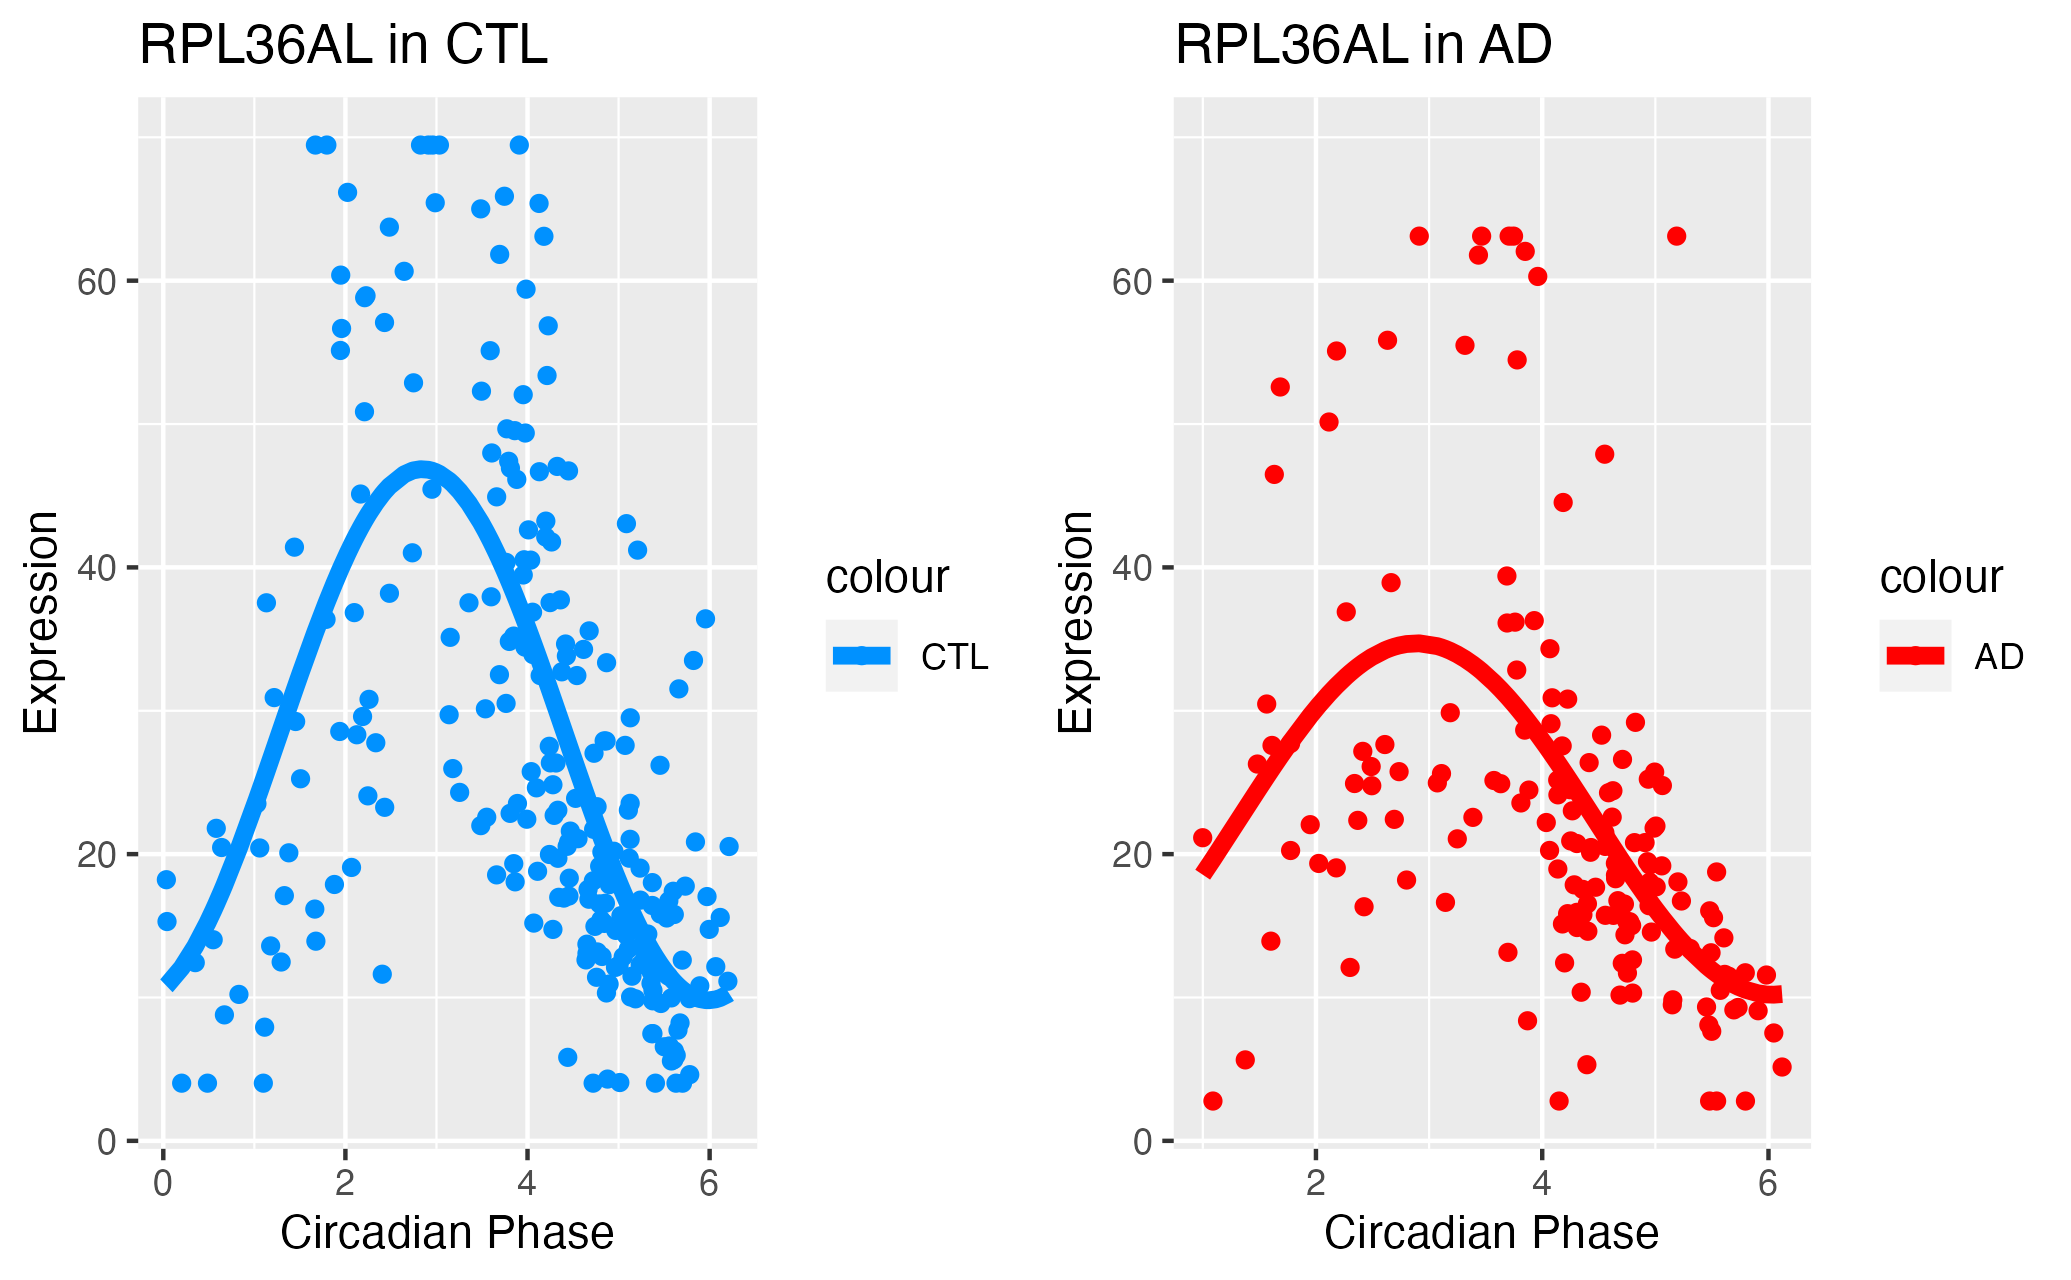 RPL36AL in CTL
Expression
60
40
20
0
0 2 4 6
Circadian Phase
colour
CTL
RPL36AL in AD
Expression
60
40
20
0
2 4 6
Circadian Phase
colour
AD